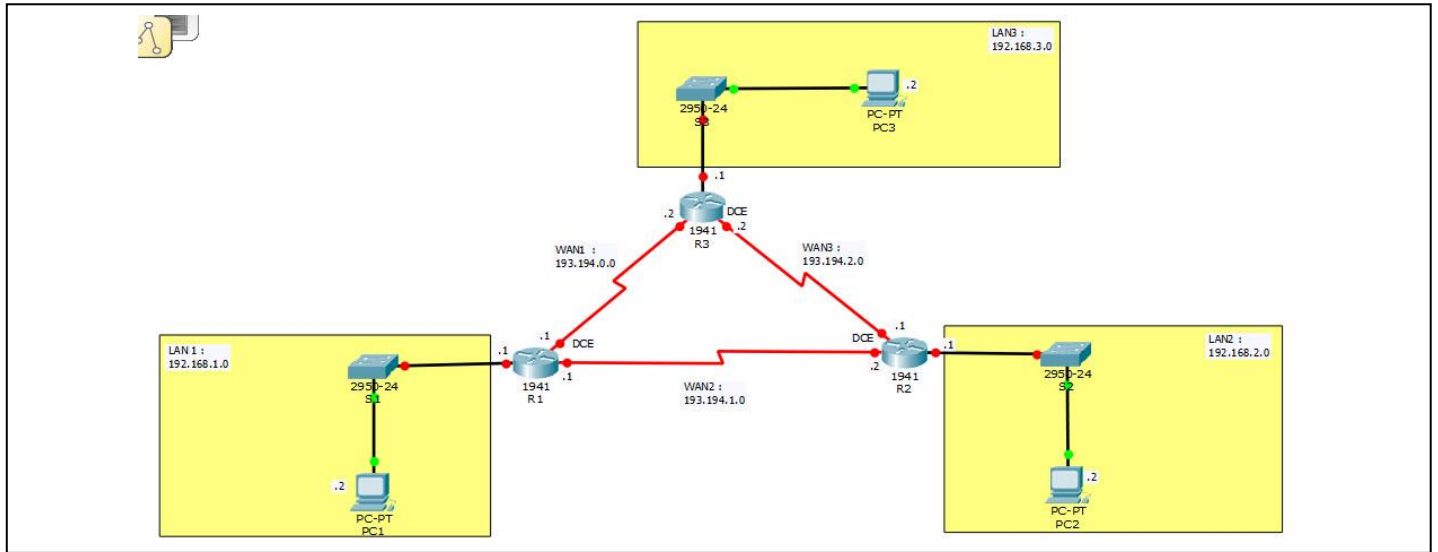 LAN3 :
192.168.3.0
.2
2950-24
S3
PC-PT
PC3
.1
.2
DCE
.2
1941
R3
WAN1 :
193.194.0.0
WAN3 :
193.194.2.0
LAN 1 :
192.168.1.0
.1
DCE
.1
.1
2950-24
S1
1941
R1
WAN2 :
193.194.1.0
DCE
.1
.2
.1
1941
R2
LAN2 :
192.168.2.0
2950-24
S2
.2
PC-PT
PC1
.2
PC-PT
PC2